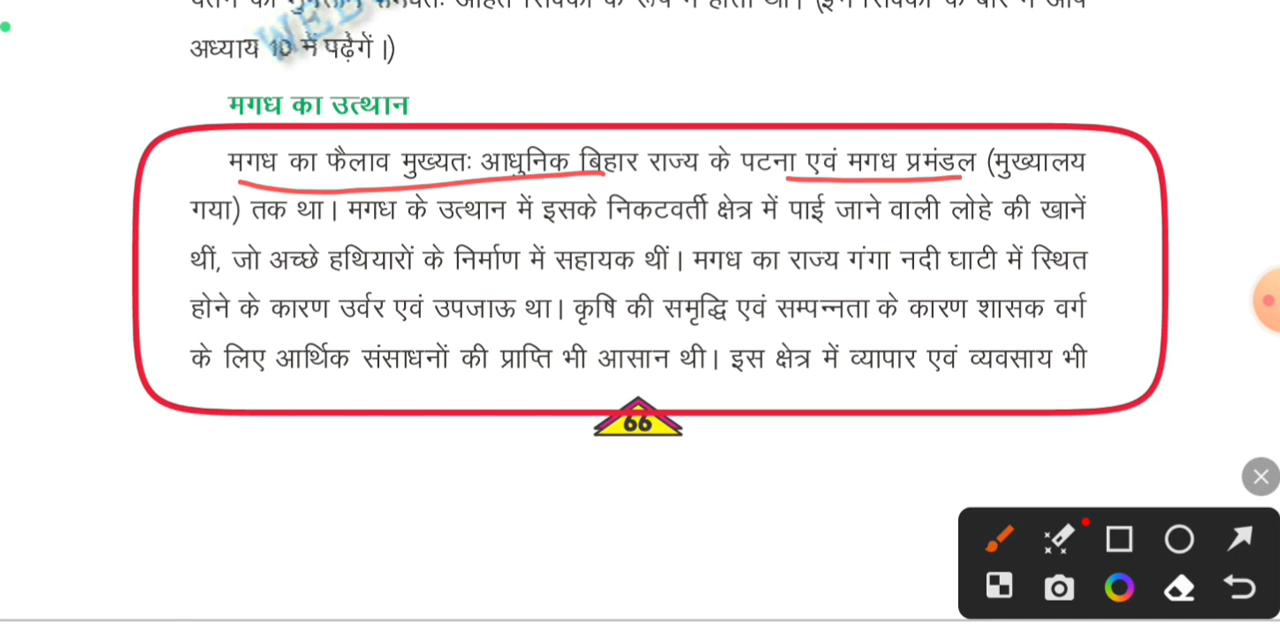 अध्याय 10 में पढ़ेगें।)
मगध का उत्थान
मगध का फैलाव मुख्यतः आधुनिक बिहार राज्य के पटना एवं मगध प्रमंडल (मुख्यालय
गया) तक था। मगध के उत्थान में इसके निकटवर्ती क्षेत्र में पाई जाने वाली लोहे की खानें
थीं, जो अच्छे हथियारों के निर्माण में सहायक थीं। मगध का राज्य गंगा नदी घाटी में स्थित
होने के कारण उर्वर एवं उपजाऊ था। कृषि की समृद्धि एवं सम्पन्नता के कारण शासक वर्ग
के लिए आर्थिक संसाधनों की प्राप्ति भी आसान थी। इस क्षेत्र में व्यापार एवं व्यवसाय भी
66